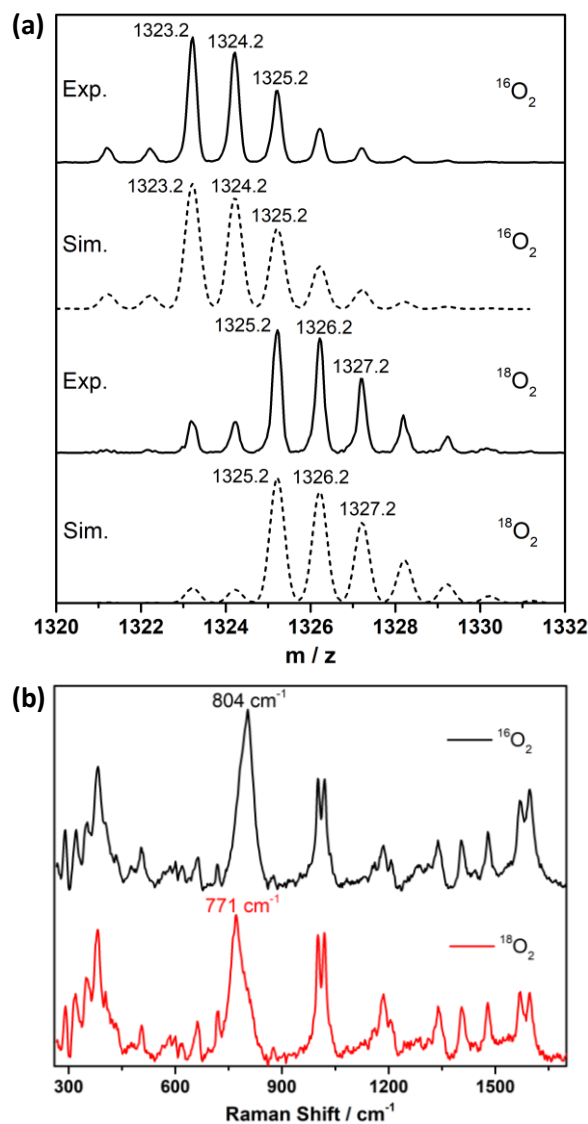 (a)
1323.2
1324.2
1325.2
Exp.
¹⁶O₂
1323.2
1324.2
1325.2
Sim.
¹⁶O₂
1325.2
1326.2
1327.2
Exp.
¹⁸O₂
1325.2
1326.2
1327.2
Sim.
¹⁸O₂
1320 1322 1324 1326 1328 1330 1332
m / z
(b)
804 cm⁻¹
¹⁶O₂
771 cm⁻¹
¹⁸O₂
300 600 900 1200 1500
Raman Shift / cm⁻¹